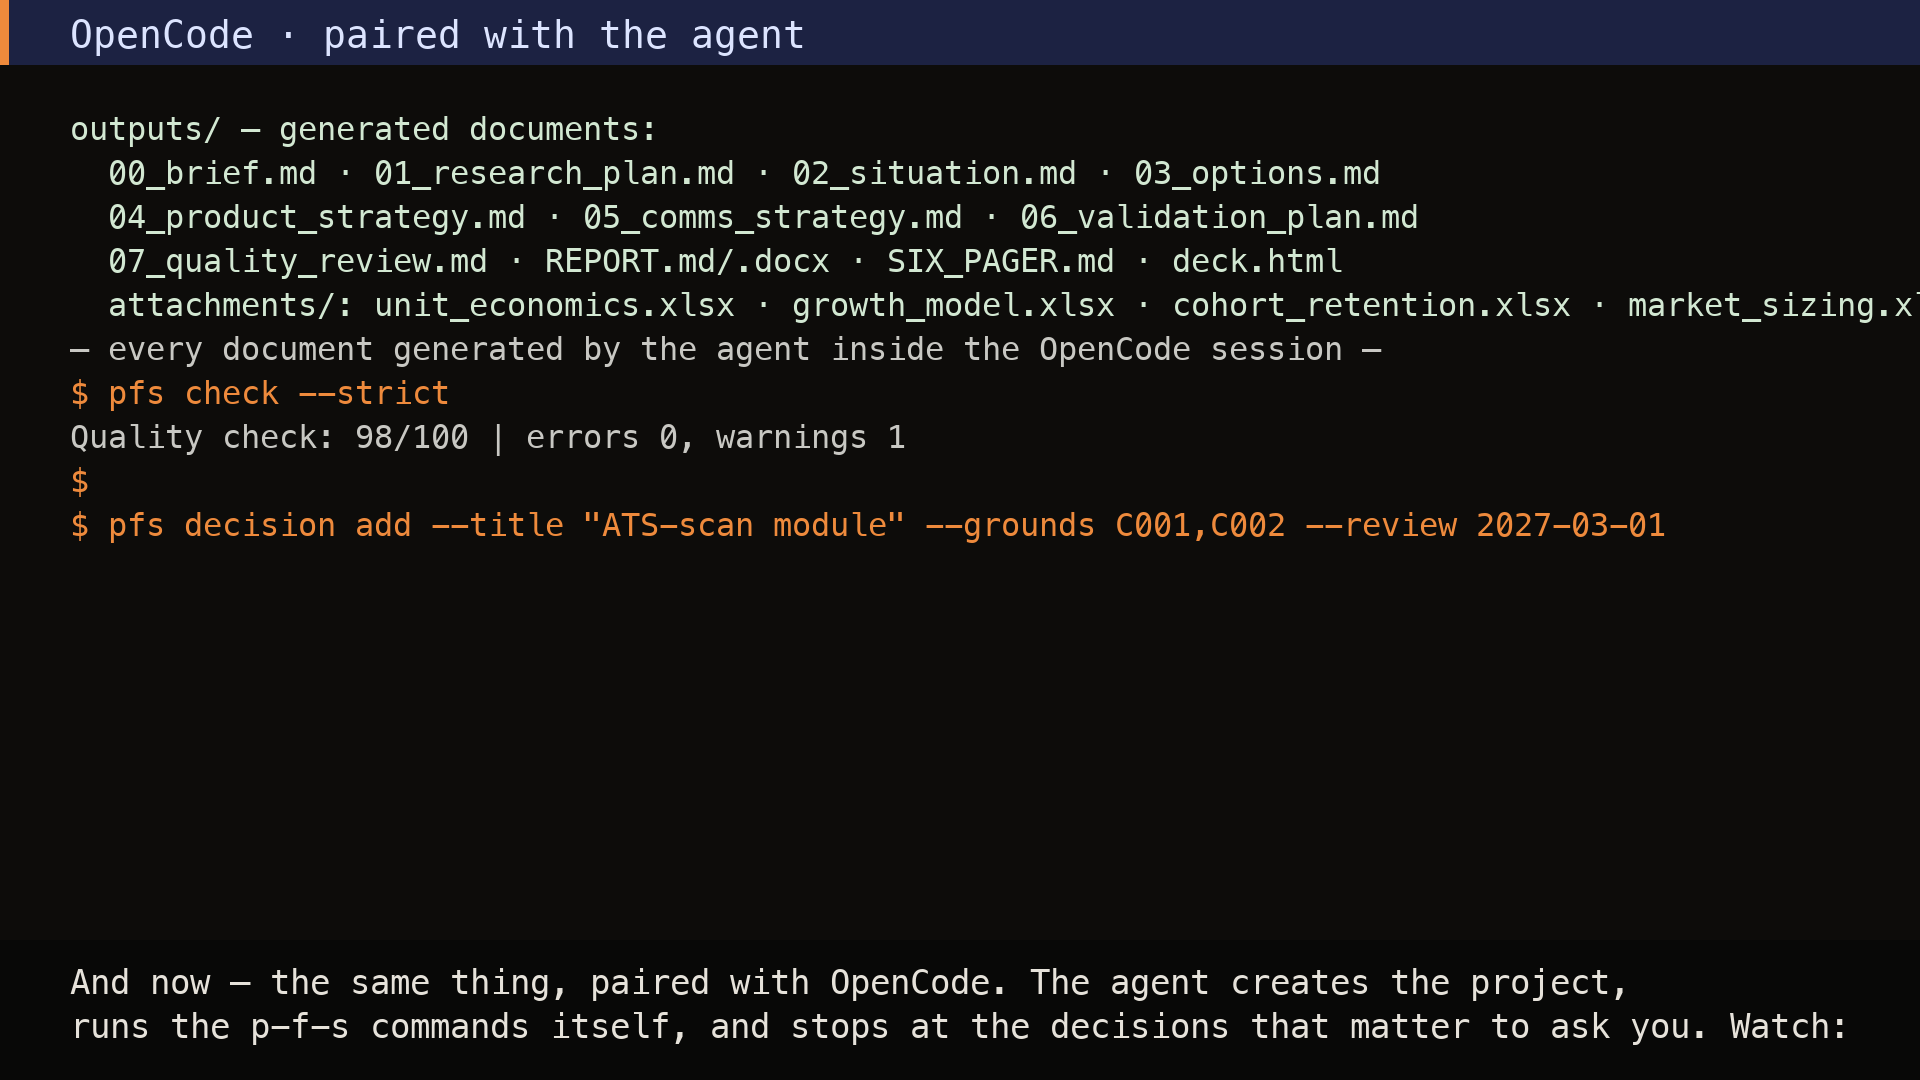 OpenCode · paired with the agent
outputs/ — generated documents:
00_brief.md · 01_research_plan.md · 02_situation.md · 03_options.md
04_product_strategy.md · 05_comms_strategy.md · 06_validation_plan.md
07_quality_review.md · REPORT.md/.docx · SIX_PAGER.md · deck.html
attachments/: unit_economics.xlsx · growth_model.xlsx · cohort_retention.xlsx · market_sizing.xl
— every document generated by the agent inside the OpenCode session —
$ pfs check --strict
Quality check: 98/100 | errors 0, warnings 1
$
$ pfs decision add --title "ATS-scan module" --grounds C001,C002 --review 2027-03-01
And now — the same thing, paired with OpenCode. The agent creates the project,
runs the p-f-s commands itself, and stops at the decisions that matter to ask you. Watch: